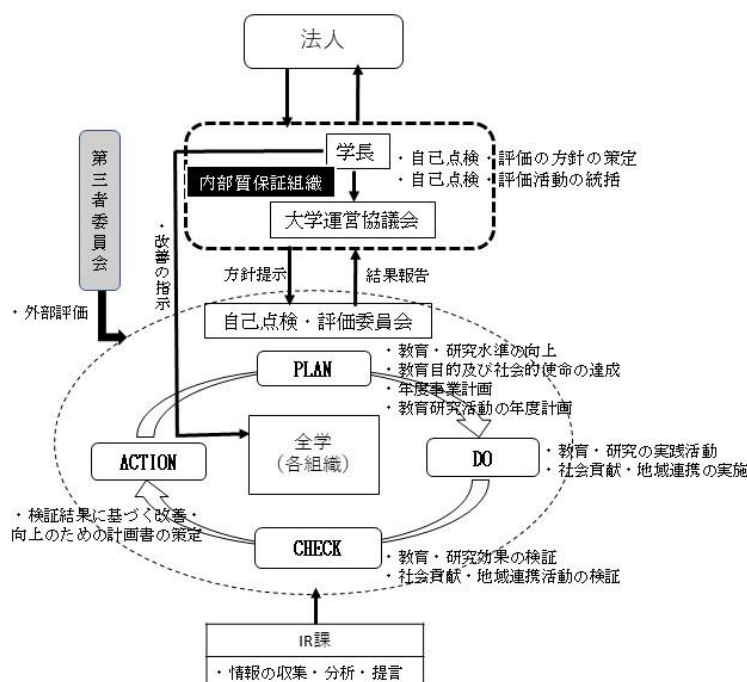 法人
学長
・自己点検・評価の方針の策定
・自己点検・評価活動の統括
内部質保証組織
大学運営協議会
第三者委員会
・改善の指示
方針提示
結果報告
・外部評価
自己点検・評価委員会
PLAN
・教育・研究水準の向上
・教育目的及び社会的使命の達成
・年度事業計画
・教育研究活動の年度計画
全学
(各組織)
ACTION
DO
・教育・研究の実践活動
・社会貢献・地域連携の実施
・検証結果に基づく改善・
向上のための計画書の策定
CHECK
・教育・研究効果の検証
・社会貢献・地域連携活動の検証
IR課
・情報の収集・分析・提言